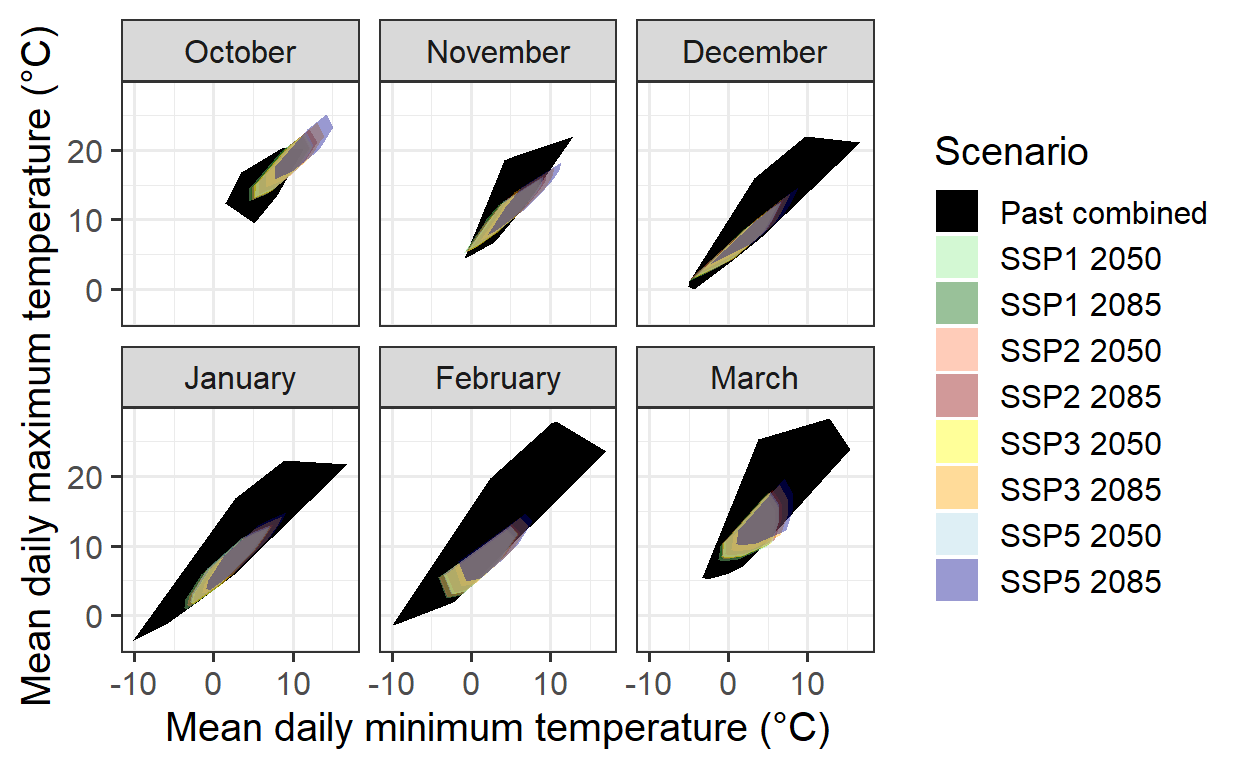 Mean daily maximum temperature (°C)
October
November
December
20
10
0
January
February
March
20
10
0
-10 0 10 -10 0 10 -10 0 10
Mean daily minimum temperature (°C)
Scenario
Past combined
SSP1 2050
SSP1 2085
SSP2 2050
SSP2 2085
SSP3 2050
SSP3 2085
SSP5 2050
SSP5 2085